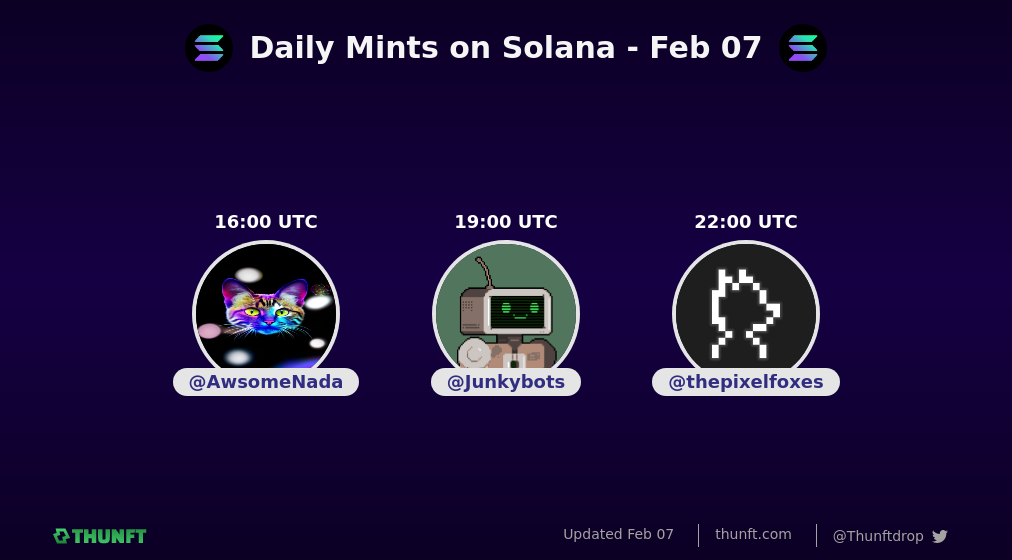 Daily Mints on Solana - Feb 07
16:00 UTC
19:00 UTC
22:00 UTC
@AwsomeNada
@Junkybots
@thepixelfoxes
THUNFT
Updated Feb 07
thunft.com
@Thunftdrop